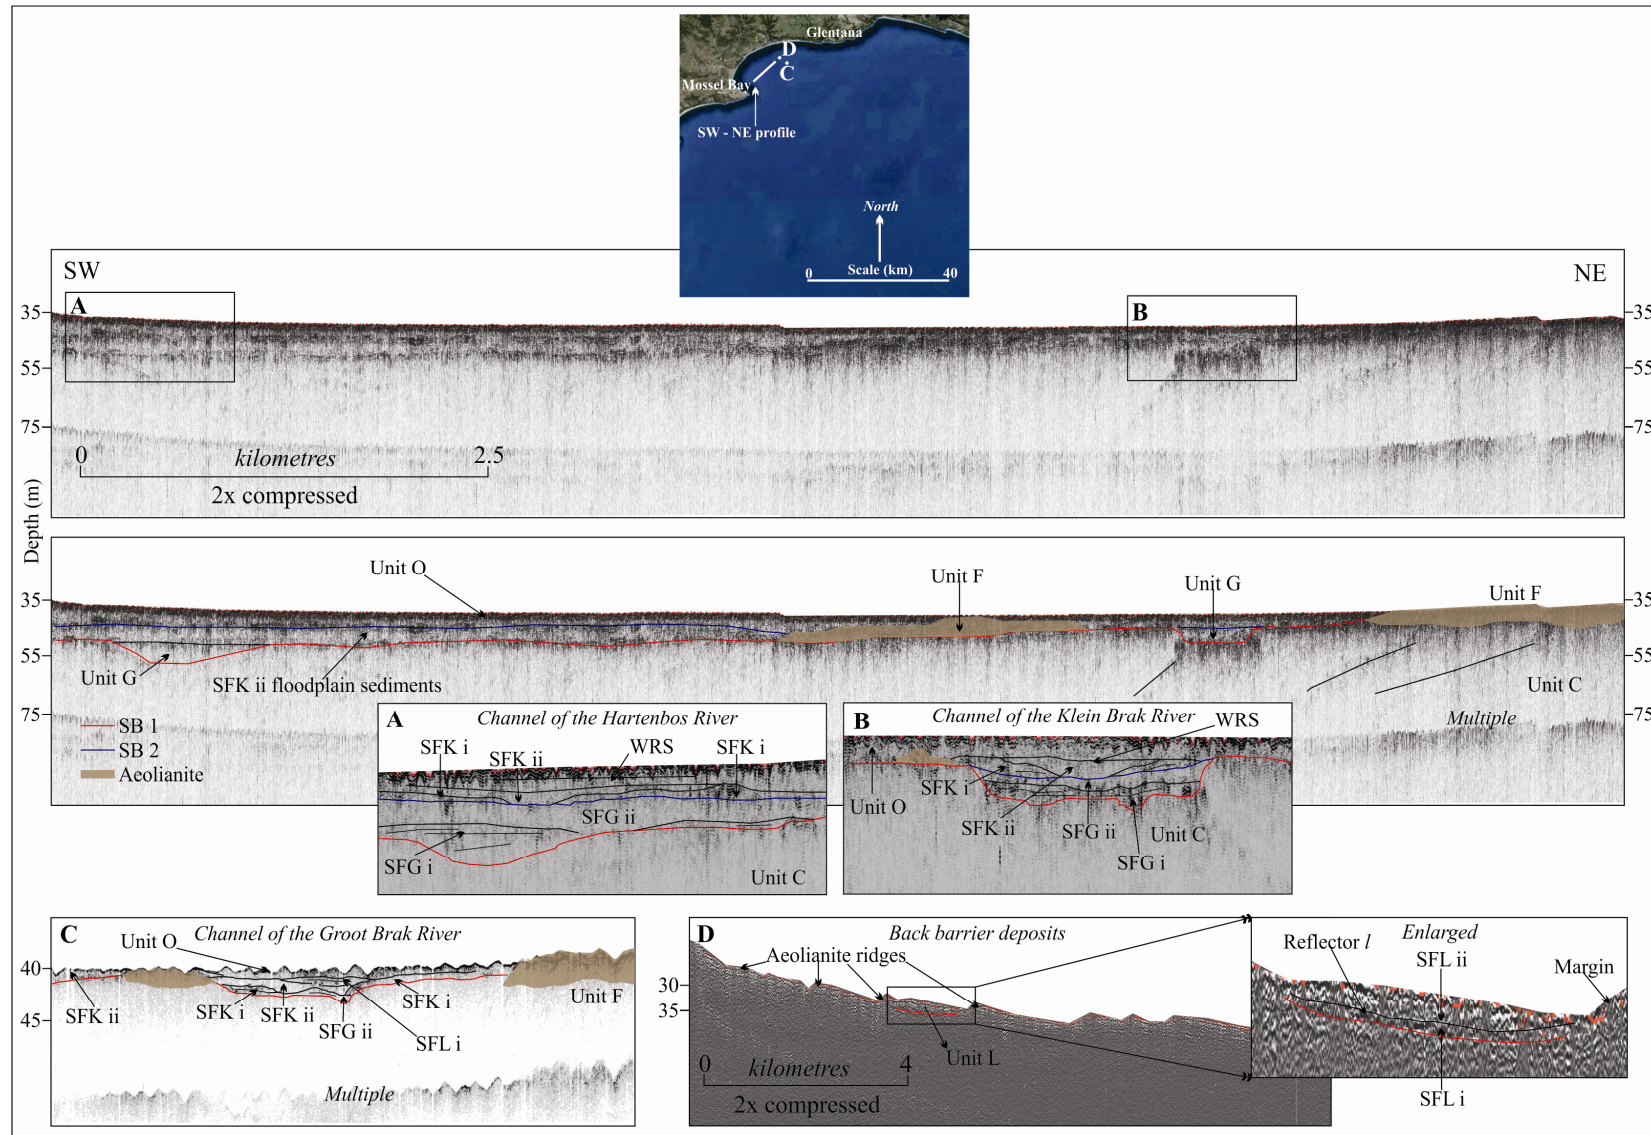 Glentana
D
C
Mossel Bay
SW - NE profile
North
Scale (km)
0 40
SW NE
A B
35 35
55 55
75 75
0 kilometres 2.5
2x compressed
Depth (m)
Unit O Unit F Unit G Unit F
35 35
55 55
Unit G SFK ii floodplain sediments Unit C
75 75
SB 1 Multiple
SB 2
Aeolianite
A Channel of the Hartenbos River
SFK i SFK ii WRS SFK i
SFG ii
SFG i
Unit C
B Channel of the Klein Brak River WRS
SFK i
Unit O
SFK ii SFG ii Unit C
SFG i
C Channel of the Groot Brak River
Unit O
40
SFK ii SFK i SFK ii SFK i Unit F
45
SFG ii
SFL i
Multiple
D Back barrier deposits
Aeolianite ridges
30
35
Unit L
0 kilometres 4
2x compressed
Enlarged
Reflector l
SFL ii
Margin
SFL i